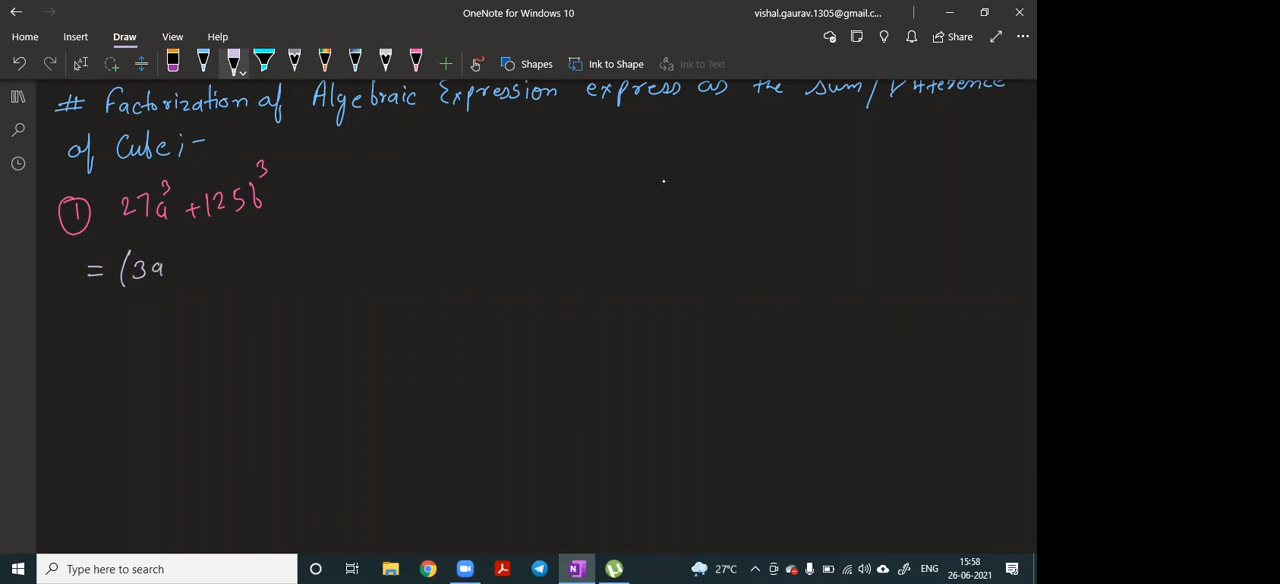 OneNote for Windows 10
vishal.gaurav.1305@gmail.c...
Home Insert Draw View Help
Share
Shapes Ink to Shape Ink to Text
# Factorization of Algebraic Expression express as the sum/Difference
of Cube:-
① 27a³ + 125b³
= (3a
Type here to search
27°C
ENG
15:58
26-06-2021